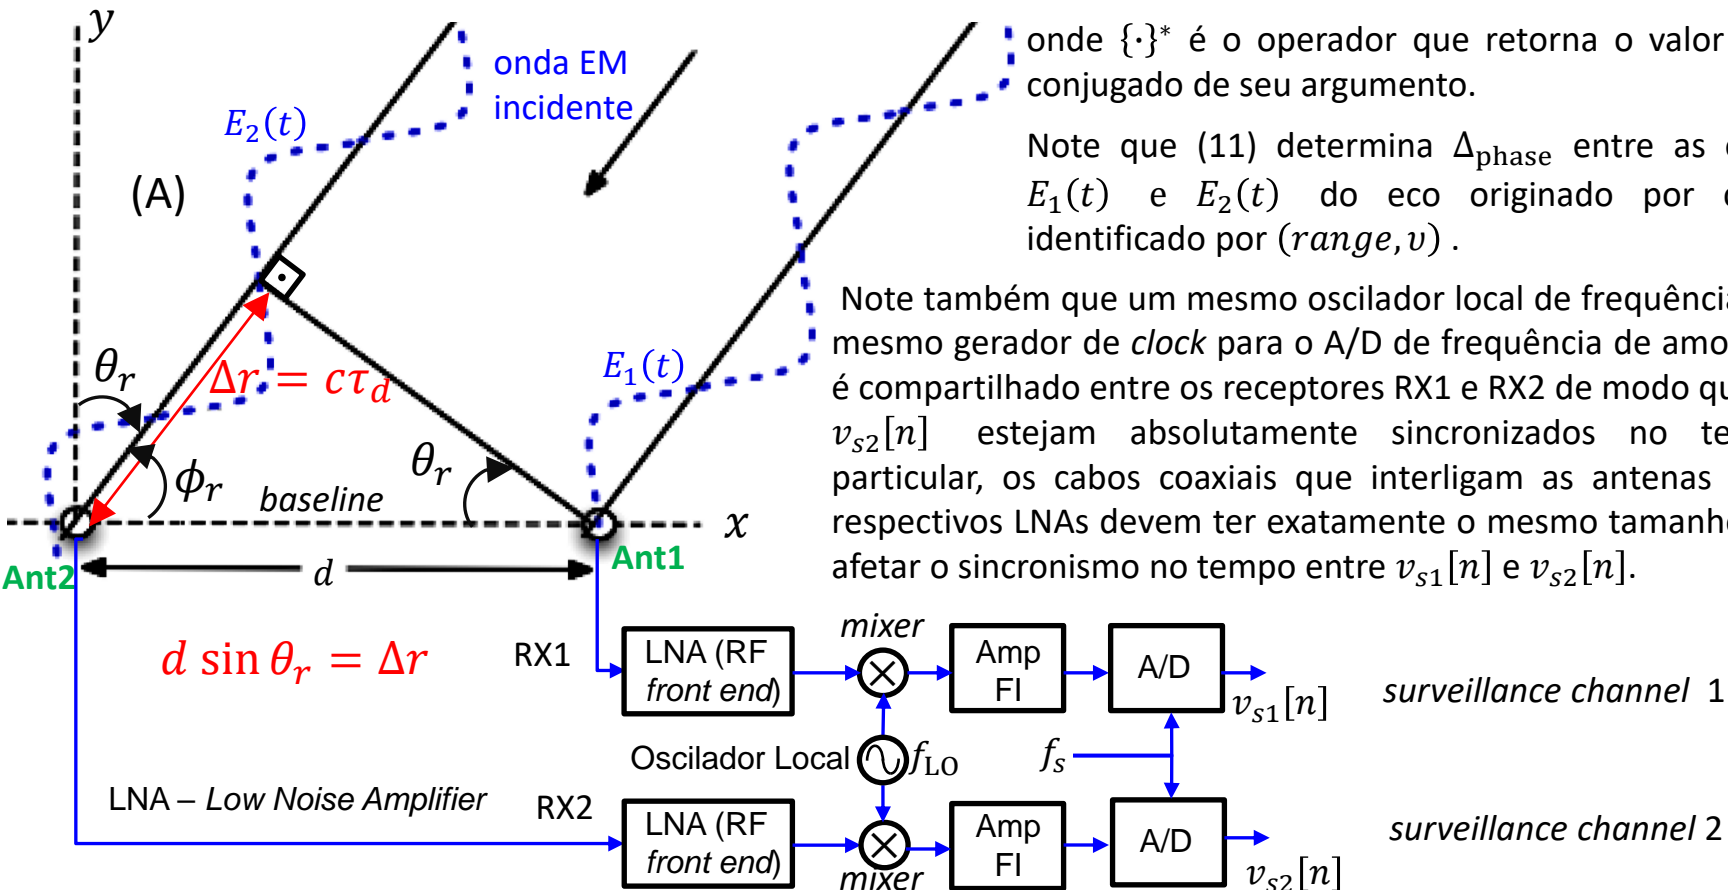 y
onda EM
incidente
E₂(t)
(A)
onde {·}* é o operador que retorna o valor
conjugado de seu argumento.
Note que (11) determina Δphase entre as
E₁(t) e E₂(t) do eco originado por
identificado por (range, υ) .
Note também que um mesmo oscilador local de frequência
mesmo gerador de clock para o A/D de frequência de amo
é compartilhado entre os receptores RX1 e RX2 de modo qu
vs2[n] estejam absolutamente sincronizados no te
particular, os cabos coaxiais que interligam as antenas
respectivos LNAs devem ter exatamente o mesmo tamanho
afetar o sincronismo no tempo entre vs1[n] e vs2[n].
θr
Δr = cτd
E₁(t)
ϕr
baseline
θr
x
Ant2
d
Ant1
d sin θr = Δr
RX1
LNA (RF
front end)
mixer
Amp
FI
A/D
vs1[n]
surveillance channel 1
Oscilador Local
fLO
fs
LNA – Low Noise Amplifier
RX2
LNA (RF
front end)
mixer
Amp
FI
A/D
vs2[n]
surveillance channel 2